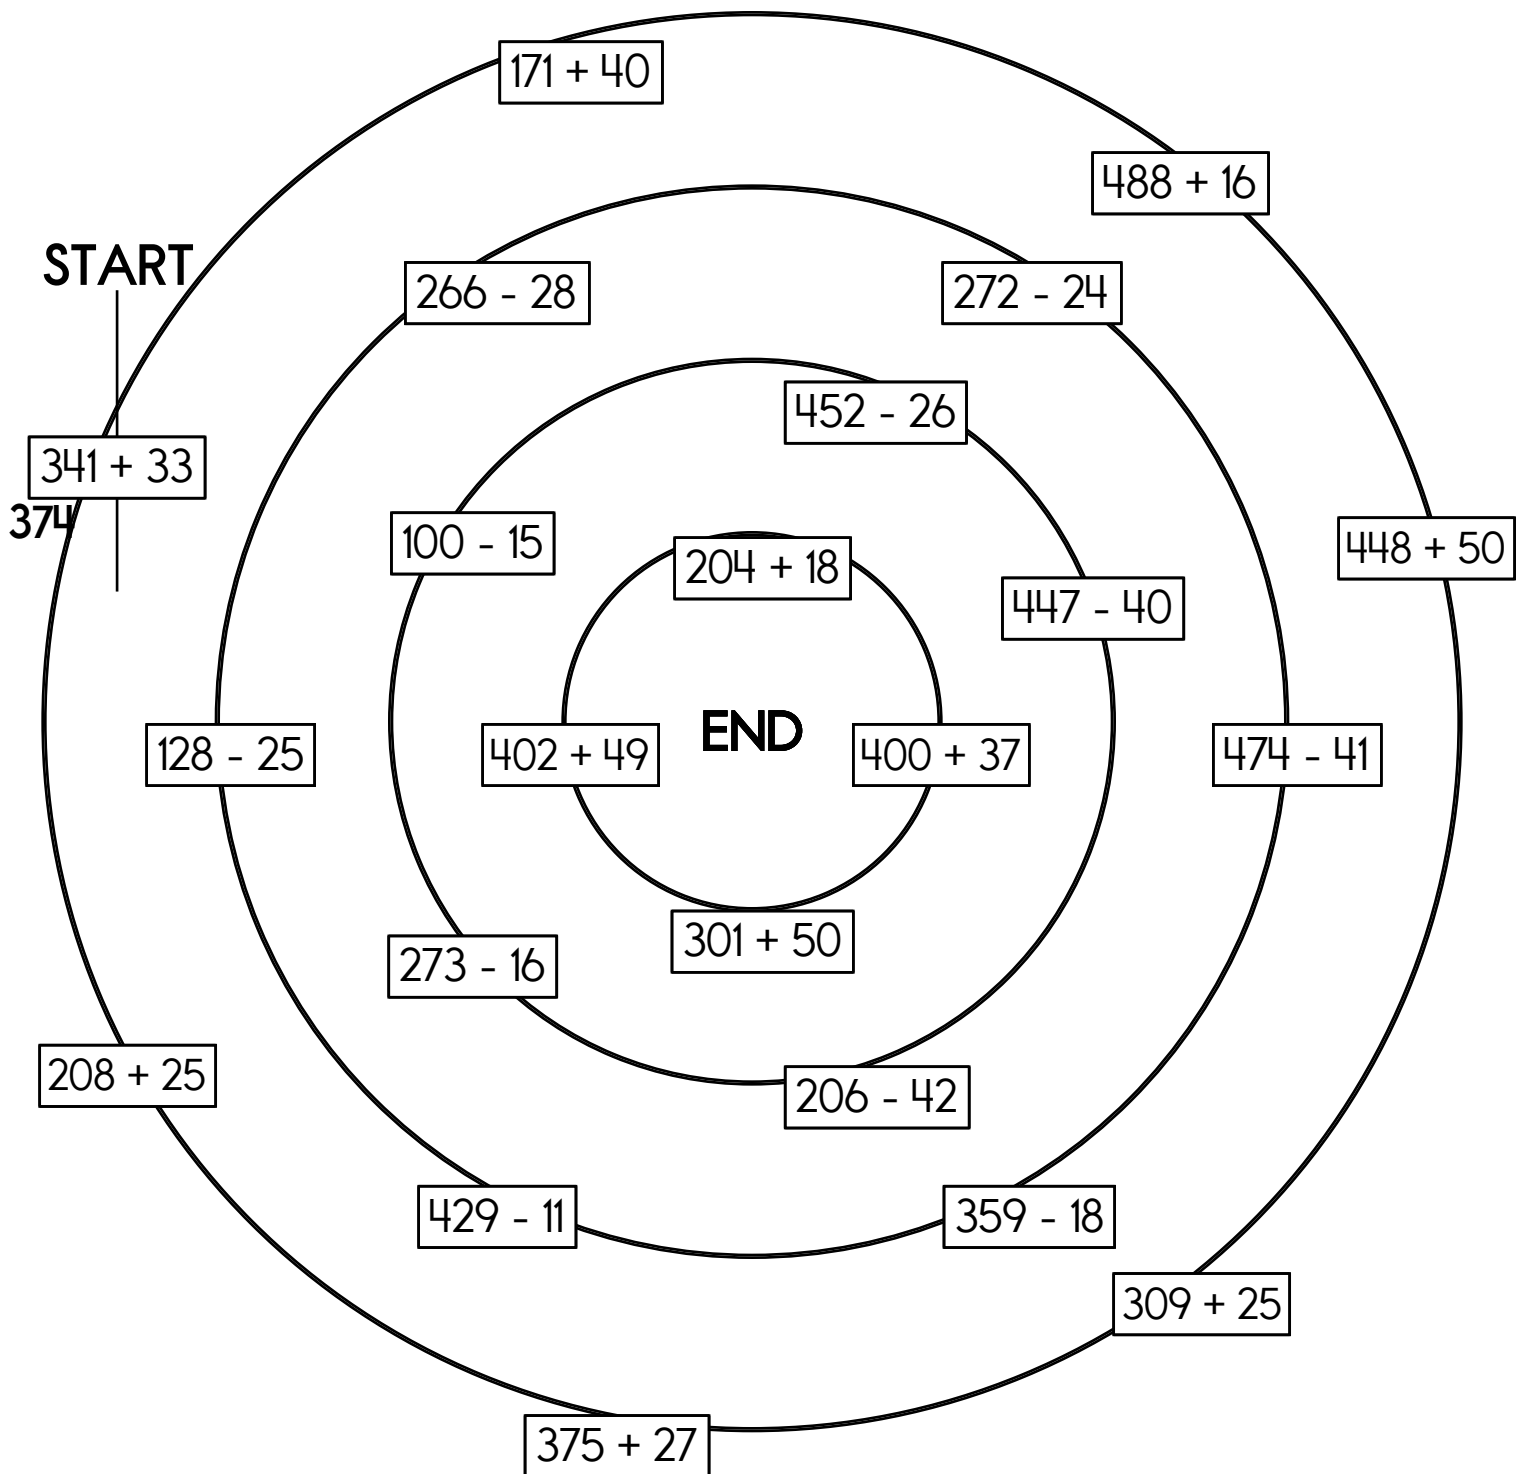 171 + 40
488 + 16
START
266 - 28
272 - 24
452 - 26
341 + 33
374
100 - 15
448 + 50
204 + 18
447 - 40
128 - 25
402 + 49
END
400 + 37
474 - 41
301 + 50
273 - 16
208 + 25
206 - 42
429 - 11
359 - 18
309 + 25
375 + 27